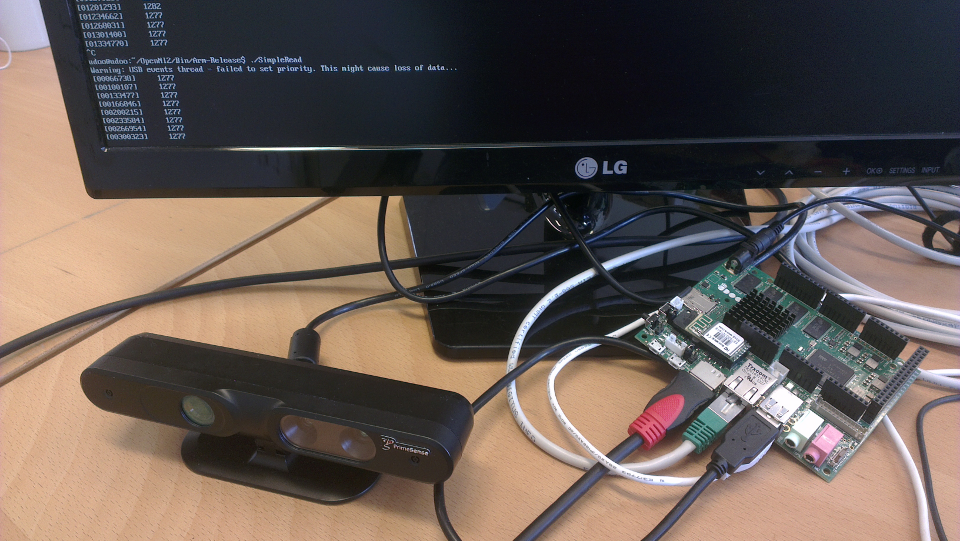 [01201293] 1282
[01234662] 1277
[01268031] 1277
[01301400] 1277
[01334770] 1277
^C
udoo@udoo:~/OpenNI2/Bin/Arm-Release$ ./SimpleRead
Warning: USB events thread - failed to set priority. This might cause loss of data...
[00066738] 1277
[00100107] 1277
[00133477] 1277
[00166846] 1277
[00200215] 1277
[00233584] 1277
[00266954] 1277
[00300323] 1277
LG
OK
SETTINGS
INPUT
PrimeSense